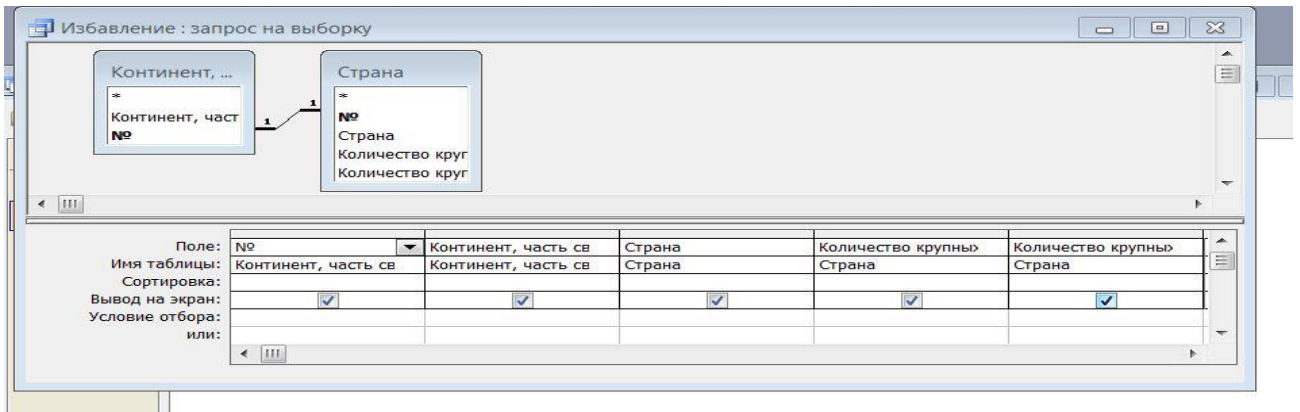 Избавление : запрос на выборку
Континент, ...
*
Континент, част
№
1
1
Страна
*
№
Страна
Количество круг
Количество круг
Поле: № Континент, часть св Страна Количество крупны Количество крупны
Имя таблицы: Континент, часть св Континент, часть св Страна Страна Страна
Сортировка:
Вывод на экран:
Условие отбора:
или: